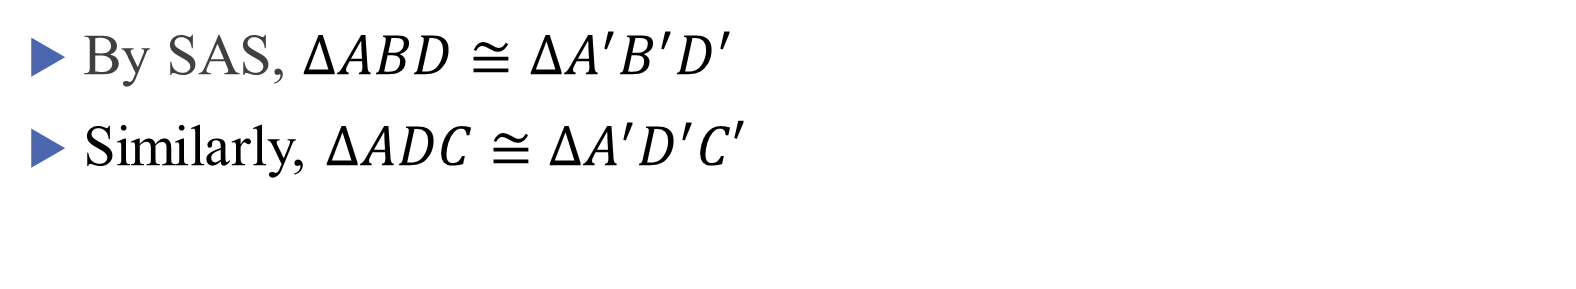 ▶ By SAS, ΔABD ≅ ΔA′B′D′
▶ Similarly, ΔADC ≅ ΔA′D′C′